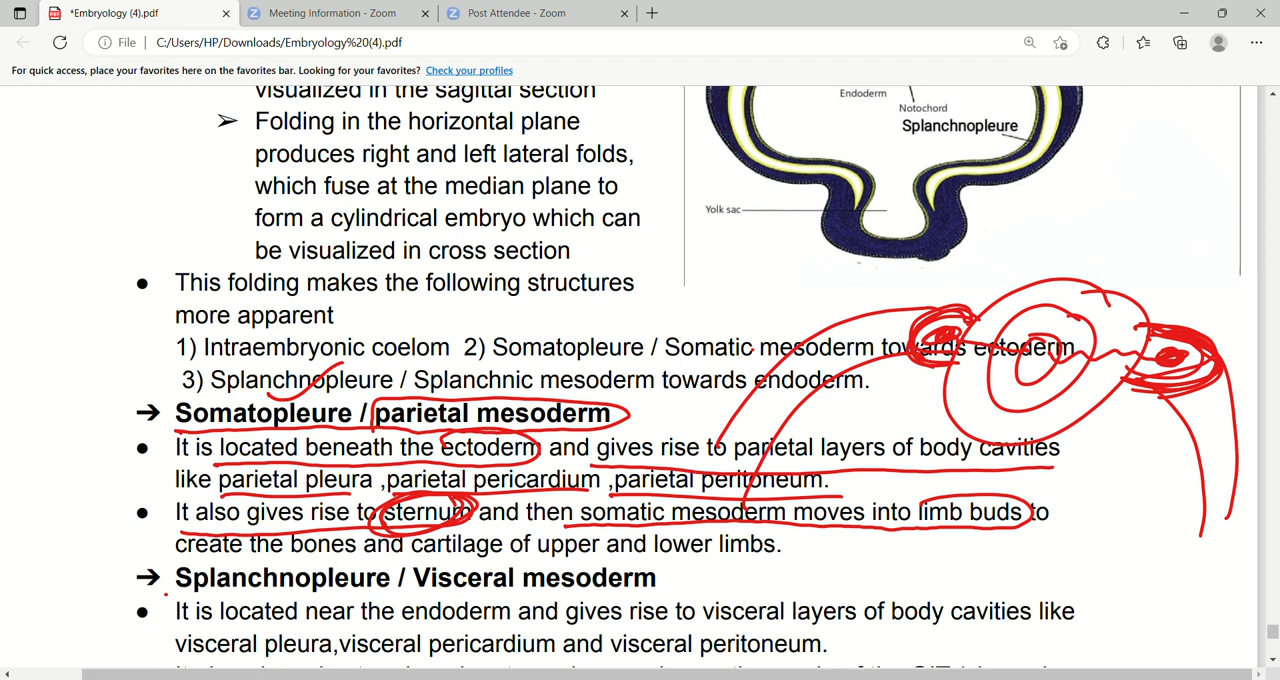 *Embryology (4).pdf
Meeting Information - Zoom
Post Attendee - Zoom
File
C:/Users/HP/Downloads/Embryology%20(4).pdf
For quick access, place your favorites here on the favorites bar. Looking for your favorites? Check your profiles
visualized in the sagittal section
➢ Folding in the horizontal plane
produces right and left lateral folds,
which fuse at the median plane to
form a cylindrical embryo which can
be visualized in cross section
● This folding makes the following structures
more apparent
1) Intraembryonic coelom 2) Somatopleure / Somatic mesoderm towards ectoderm
3) Splanchnopleure / Splanchnic mesoderm towards endoderm.
➔ Somatopleure / parietal mesoderm
● It is located beneath the ectoderm and gives rise to parietal layers of body cavities
like parietal pleura ,parietal pericardium ,parietal peritoneum.
● It also gives rise to sternum and then somatic mesoderm moves into limb buds to
create the bones and cartilage of upper and lower limbs.
➔ Splanchnopleure / Visceral mesoderm
● It is located near the endoderm and gives rise to visceral layers of body cavities like
visceral pleura,visceral pericardium and visceral peritoneum.
Endoderm
Notochord
Splanchnopleure
Yolk sac